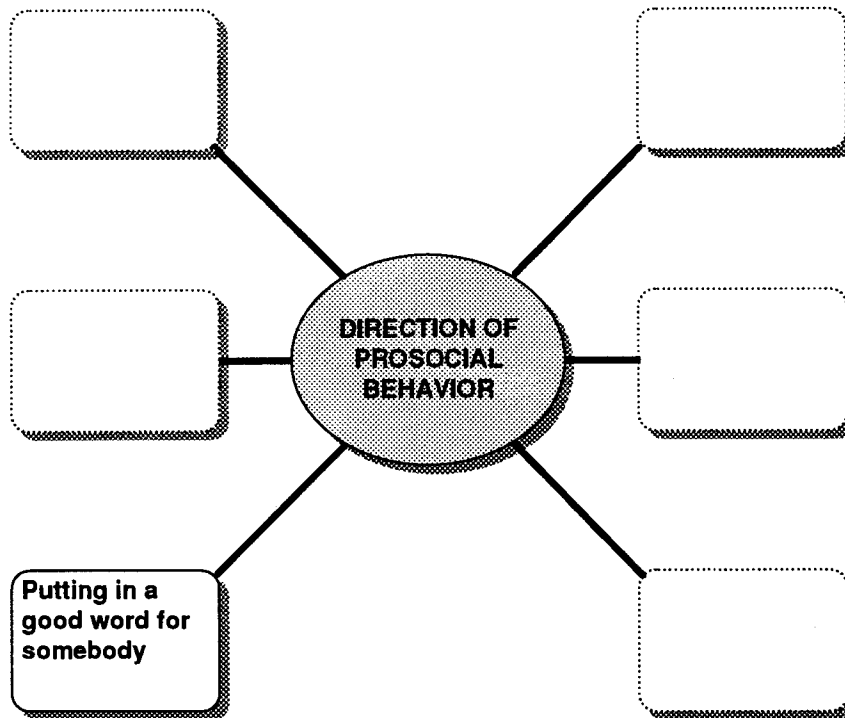 DIRECTION OF
PROSOCIAL
BEHAVIOR
Putting in a
good word for
somebody